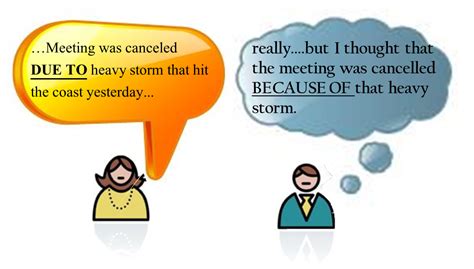 …Meeting was canceled
DUE TO heavy storm that hit
the coast yesterday...
really....but I thought that
the meeting was cancelled
BECAUSE OF that heavy
storm.